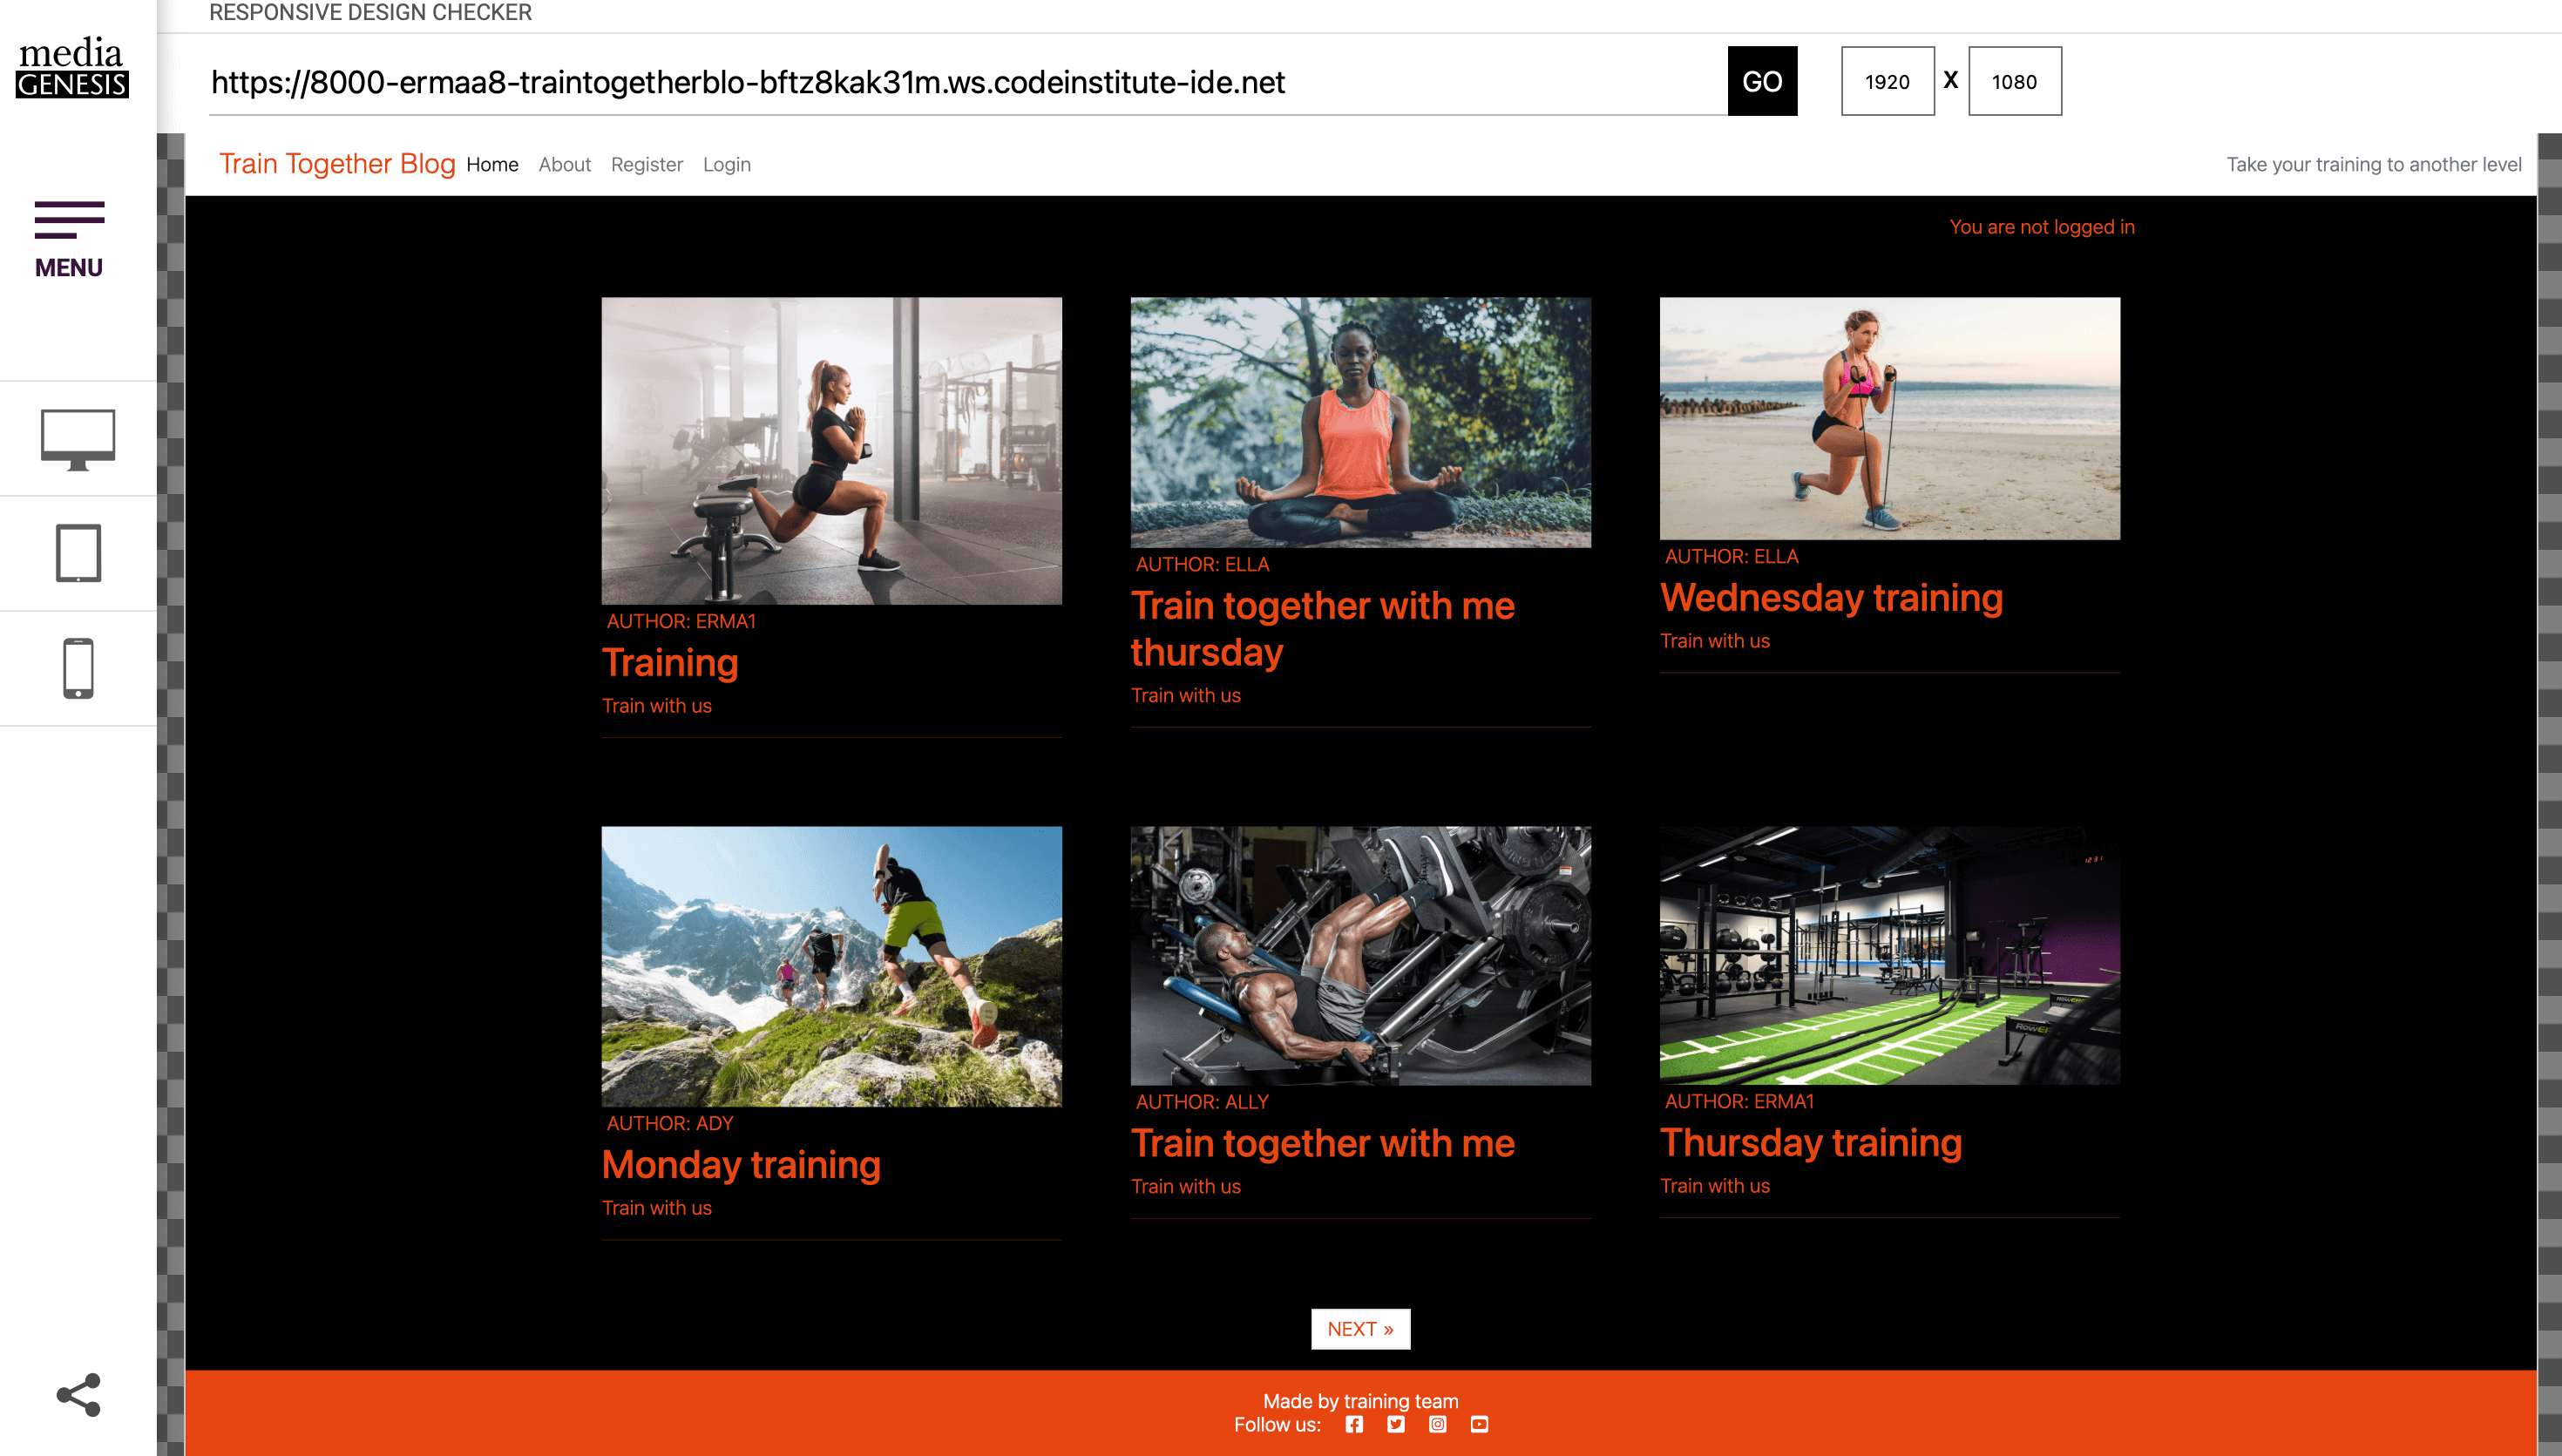 RESPONSIVE DESIGN CHECKER
media
GENESIS
https://8000-ermaa8-traintogetherblo-bftz8kak31m.ws.codeinstitute-ide.net
GO
1920 X 1080
MENU
Train Together Blog Home About Register Login
Take your training to another level
You are not logged in
AUTHOR: ERMA1
Training
Train with us
AUTHOR: ELLA
Train together with me
thursday
Train with us
AUTHOR: ELLA
Wednesday training
Train with us
AUTHOR: ADY
Monday training
Train with us
AUTHOR: ALLY
Train together with me
Train with us
12 31
RowEr
AUTHOR: ERMA1
Thursday training
Train with us
NEXT »
Made by training team
Follow us: